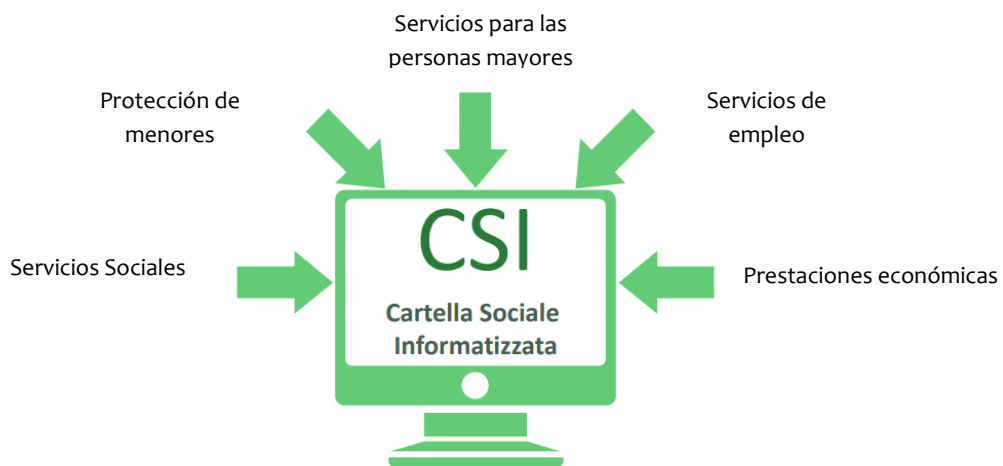 Servicios para las
personas mayores
Protección de
menores
Servicios de
empleo
Servicios Sociales
Prestaciones económicas
CSI
Cartella Sociale
Informatizzata